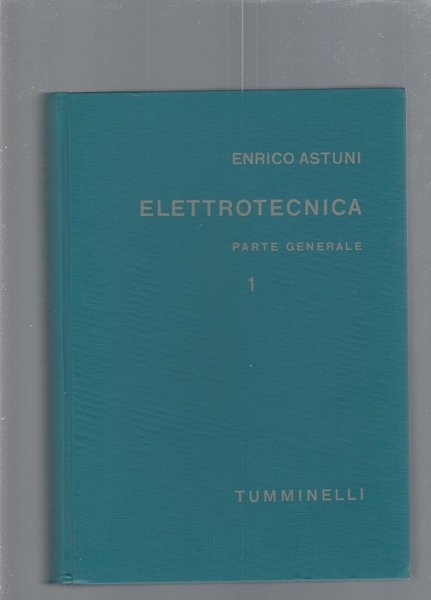 ENRICO ASTUNI
ELETTROTECNICA
PARTE GENERALE
1
TUMMINELLI